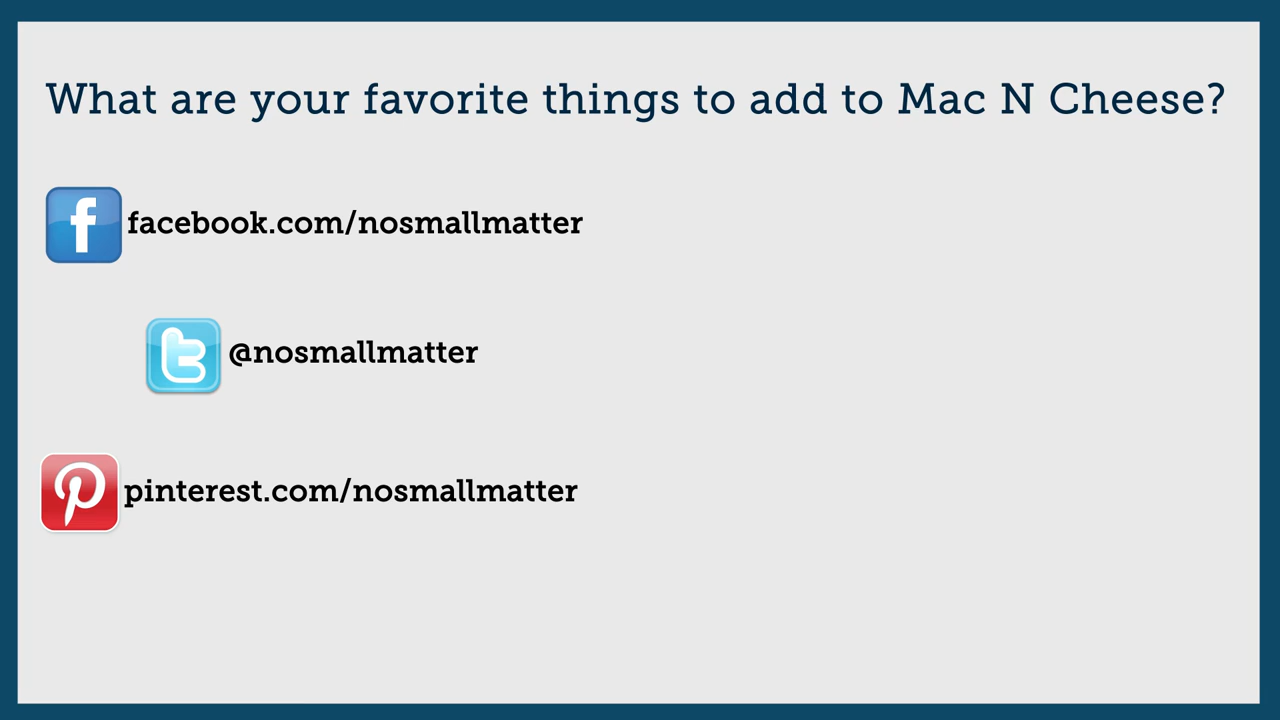 What are your favorite things to add to Mac N Cheese?
facebook.com/nosmallmatter
@nosmallmatter
pinterest.com/nosmallmatter